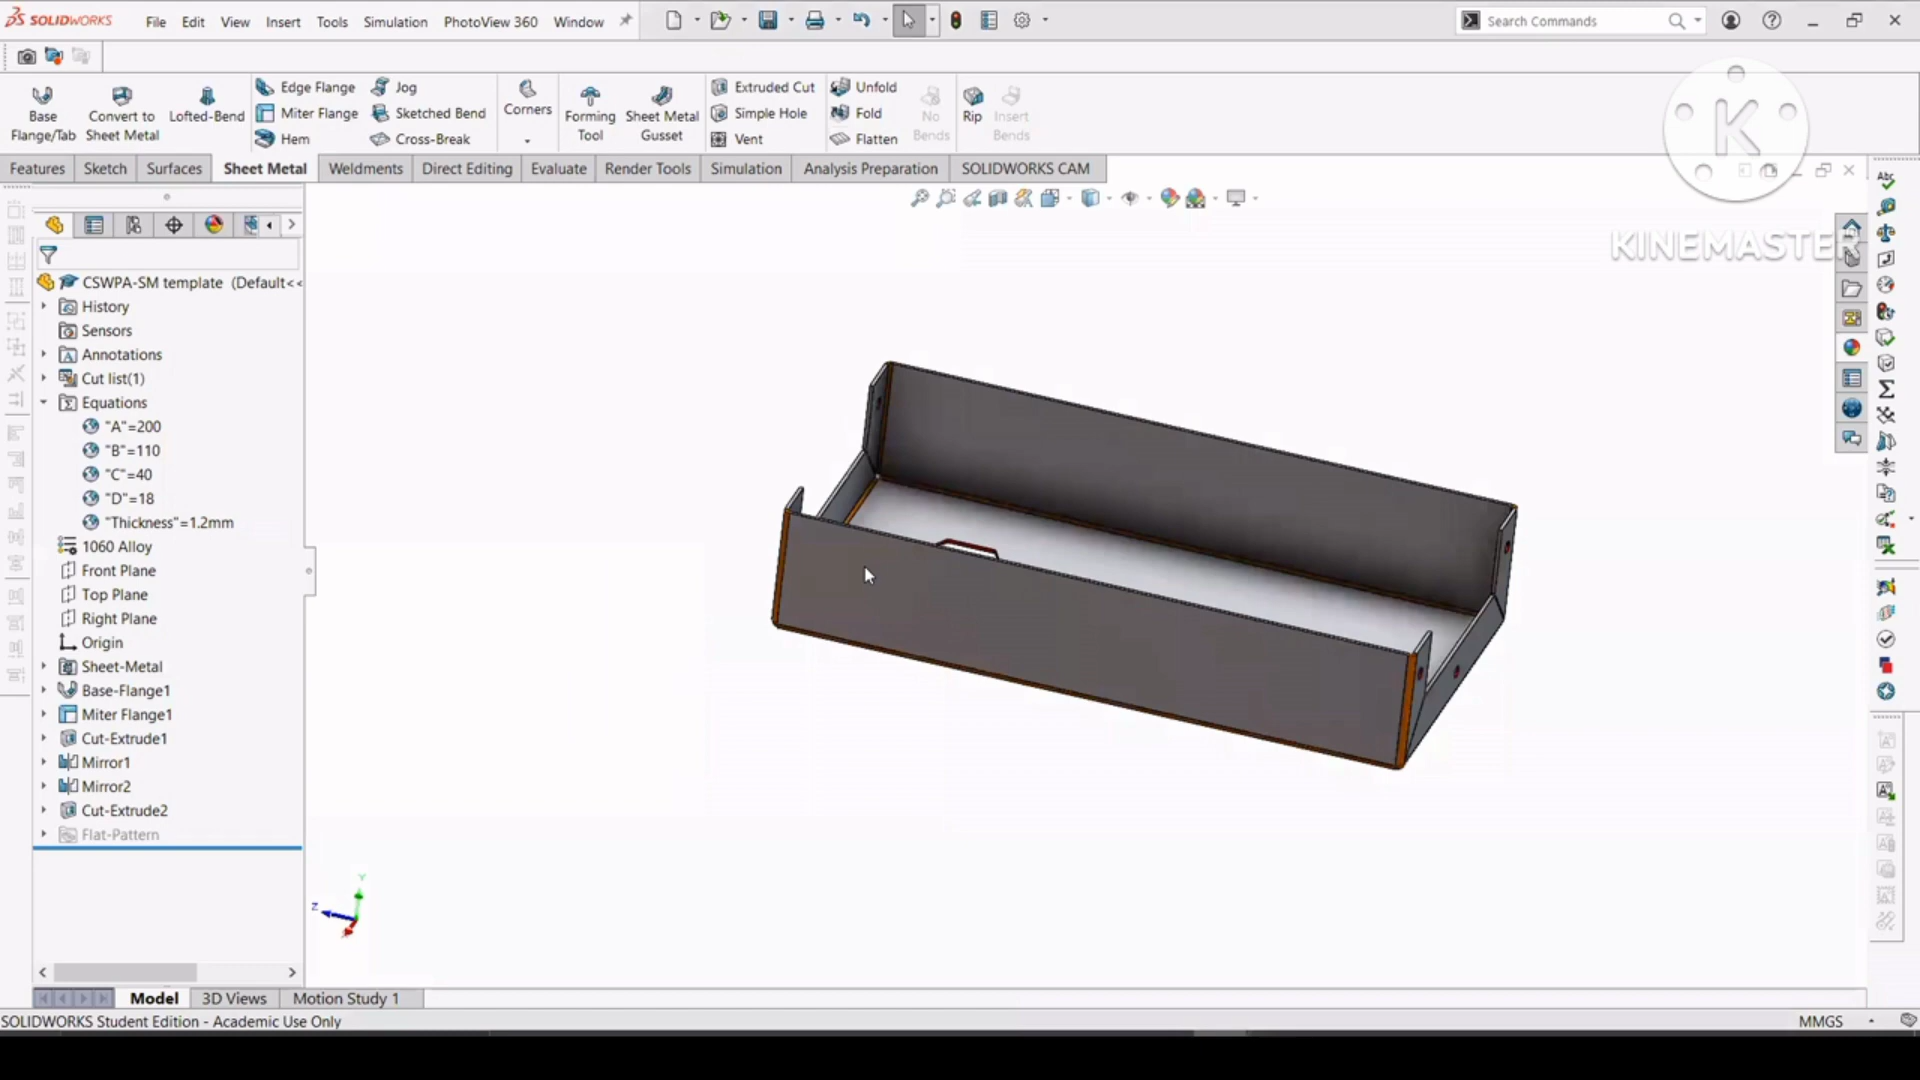 SOLIDWORKS File Edit View Insert Tools Simulation PhotoView 360 Window Search Commands
Base Flange/Tab
Convert to Sheet Metal
Lofted-Bend
Edge Flange
Miter Flange
Hem
Jog
Sketched Bend
Cross-Break
Corners
Forming Tool
Sheet Metal Gusset
Extruded Cut
Simple Hole
Vent
Unfold
Fold
Flatten
No Bends
Rip
Insert Bends
K
KINEMASTER
Features Sketch Surfaces Sheet Metal Weldments Direct Editing Evaluate Render Tools Simulation Analysis Preparation SOLIDWORKS CAM
CSWPA-SM template (Default<<
History
Sensors
Annotations
Cut list(1)
Equations
"A"=200
"B"=110
"C"=40
"D"=18
"Thickness"=1.2mm
1060 Alloy
Front Plane
Top Plane
Right Plane
Origin
Sheet-Metal
Base-Flange1
Miter Flange1
Cut-Extrude1
Mirror1
Mirror2
Cut-Extrude2
Flat-Pattern
Y
Z
Model 3D Views Motion Study 1
SOLIDWORKS Student Edition - Academic Use Only MMGS